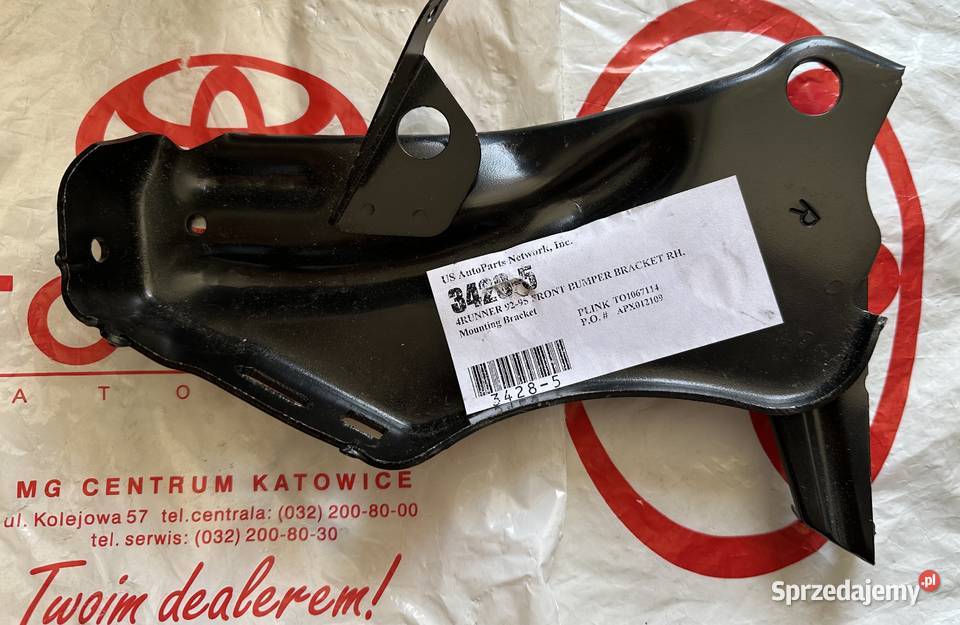 R
US AutoParts Network, Inc.
3428-5
4RUNNER 92-95 FRONT BUMPER BRACKET RH.
Mounting Bracket
PLINK TO1067114
P.O. # APX012109
3428-5
A T O
MG CENTRUM KATOWICE
ul. Kolejowa 57 tel.centrala: (032) 200-80-00
tel. serwis: (032) 200-80-30
Twoim dealerem!
Sprzedajemy.pl